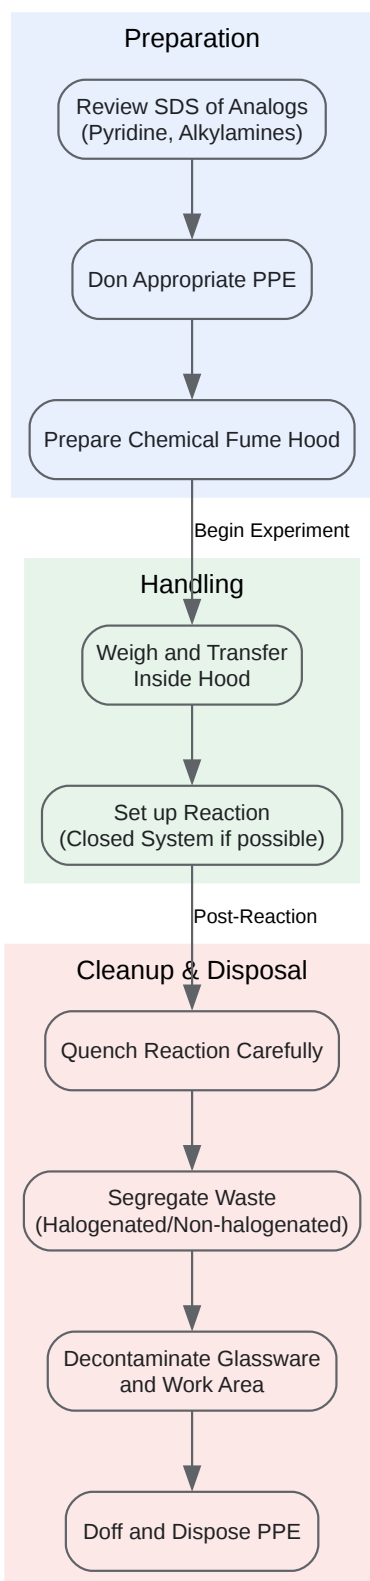 Preparation
Review SDS of Analogs
(Pyridine, Alkylamines)
Don Appropriate PPE
Prepare Chemical Fume Hood
Begin Experiment
Handling
Weigh and Transfer
Inside Hood
Set up Reaction
(Closed System if possible)
Post-Reaction
Cleanup & Disposal
Quench Reaction Carefully
Segregate Waste
(Halogenated/Non-halogenated)
Decontaminate Glassware
and Work Area
Doff and Dispose PPE